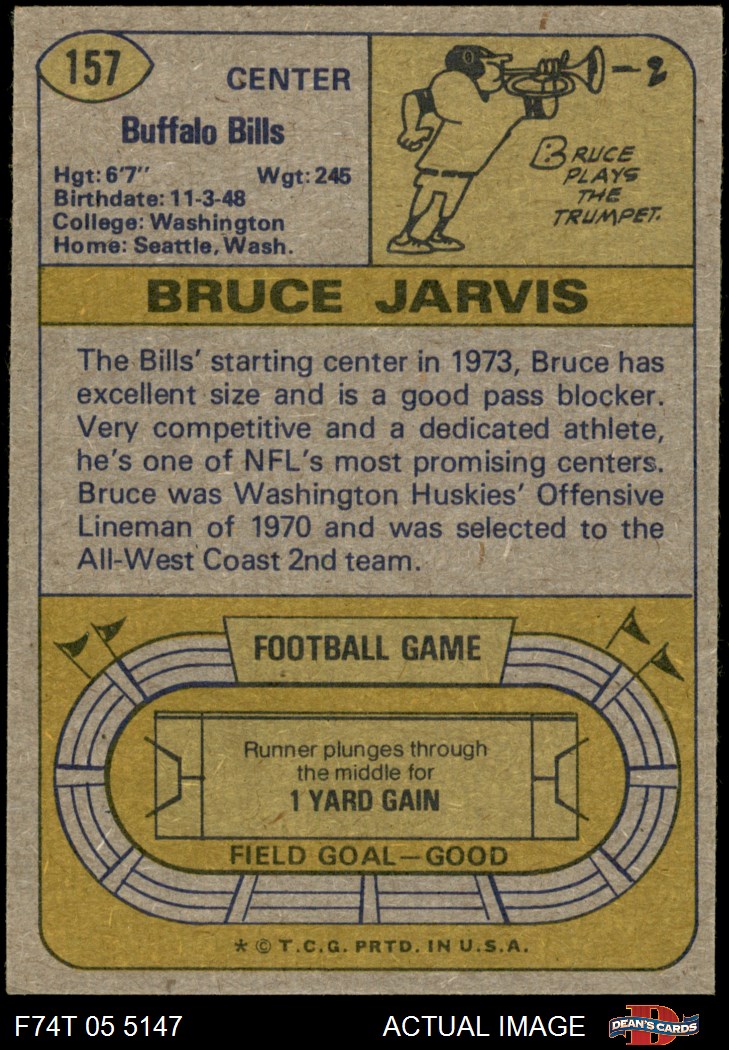 157
CENTER
Buffalo Bills
Hgt: 6'7" Wgt: 245
Birthdate: 11-3-48
College: Washington
Home: Seattle, Wash.
BRUCE
PLAYS
THE
TRUMPET.
BRUCE JARVIS
The Bills' starting center in 1973, Bruce has
excellent size and is a good pass blocker.
Very competitive and a dedicated athlete,
he's one of NFL's most promising centers.
Bruce was Washington Huskies' Offensive
Lineman of 1970 and was selected to the
All-West Coast 2nd team.
FOOTBALL GAME
Runner plunges through
the middle for
1 YARD GAIN
FIELD GOAL—GOOD
* © T.C.G. PRTD. IN U.S.A.
F74T 05 5147 ACTUAL IMAGE DEAN'S CARDS